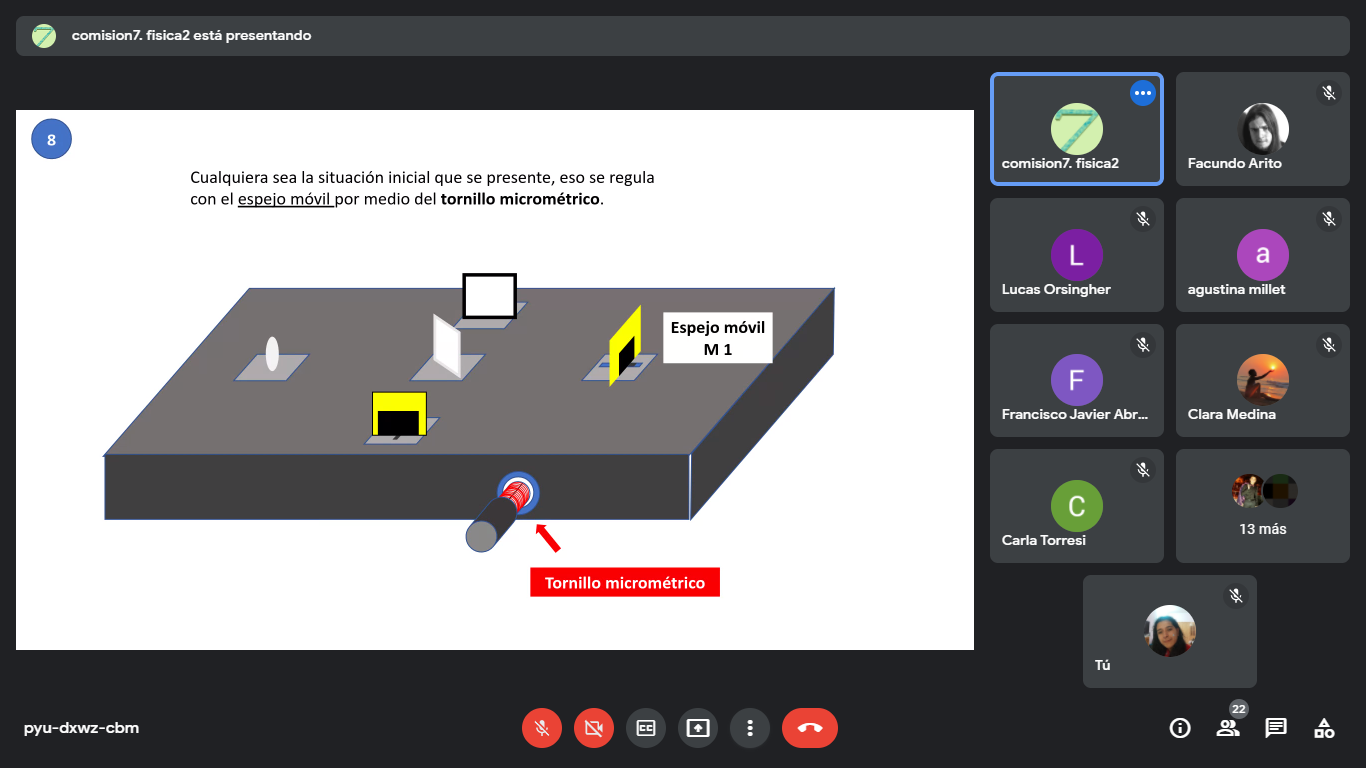 comision7. fisica2 está presentando
8
Cualquiera sea la situación inicial que se presente, eso se regula
con el espejo móvil por medio del tornillo micrométrico.
Espejo móvil
M 1
Tornillo micrométrico
comision7. fisica2
Facundo Arito
L
Lucas Orsingher
a
agustina millet
F
Francisco Javier Abr...
Clara Medina
C
Carla Torresi
13 más
Tú
pyu-dxwz-cbm
CC
22